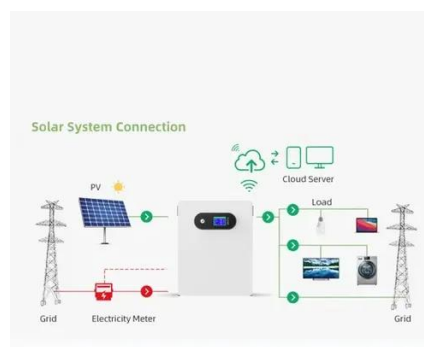 Solar System Connection
PV
Cloud Server
Load
Grid
Electricity Meter
Grid